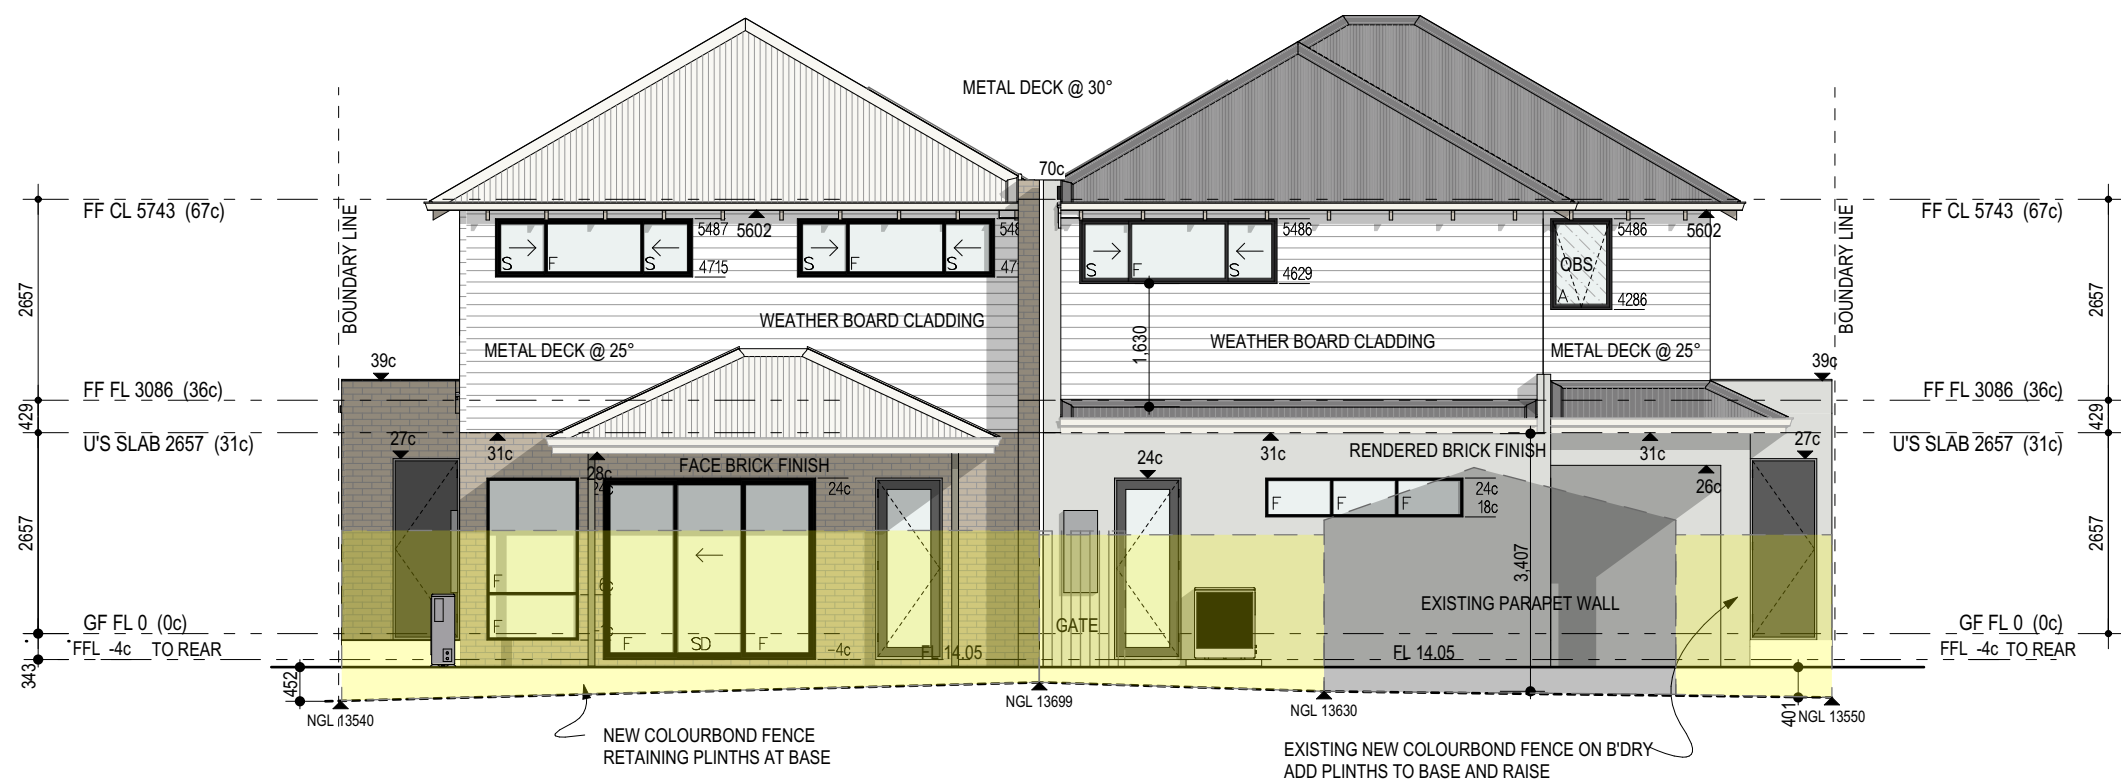 METAL DECK @ 30°
70c
FF CL 5743 (67c)
BOUNDARY LINE
5487
5602
4715
S
F
S
S
F
S
5486
4629
S
F
S
OBS
A
5486
5602
4286
BOUNDARY LINE
FF CL 5743 (67c)
2657
2657
WEATHER BOARD CLADDING
METAL DECK @ 25°
1,630
WEATHER BOARD CLADDING
METAL DECK @ 25°
39c
39c
FF FL 3086 (36c)
FF FL 3086 (36c)
429
429
U'S SLAB 2657 (31c)
U'S SLAB 2657 (31c)
27c
31c
28c
FACE BRICK FINISH
24c
24c
31c
RENDERED BRICK FINISH
31c
27c
26c
24c
18c
F
F
F
2657
2657
3,407
F
F
F
SD
F
-4c
EXISTING PARAPET WALL
GATE
GF FL 0 (0c)
GF FL 0 (0c)
FFL -4c TO REAR
FL 14.05
FL 14.05
FFL -4c TO REAR
343
452
401
NGL 13540
NGL 13699
NGL 13630
NGL 13550
NEW COLOURBOND FENCE
RETAINING PLINTHS AT BASE
EXISTING NEW COLOURBOND FENCE ON B'DRY
ADD PLINTHS TO BASE AND RAISE